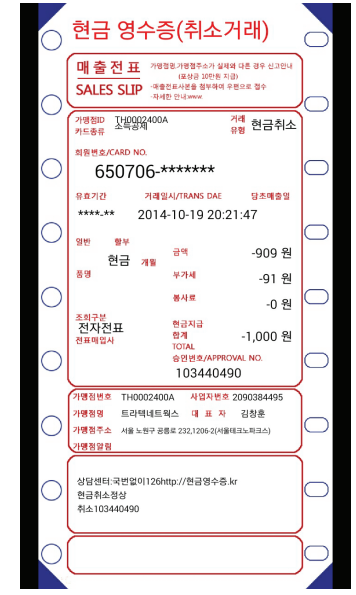 현금 영수증(취소거래)
매출전표
SALES SLIP
가맹점명,가맹점주소가 실제와 다른 경우 신고안내
(포상금 10만원 지급)
·매출전표사본을 첨부하여 우편으로 접수
·자세한 안내:www
가맹점ID TH0002400A
카드종류 소득공제
거래
유형 현금취소
회원번호/CARD NO.
650706-*******
유효기간 거래일시/TRANS DAE 당초매출일
****-** 2014-10-19 20:21:47
일반 할부
현금 개월
금액 -909 원
품명
부가세 -91 원
봉사료 -0 원
조회구분
전자전표
전표매입사
현금지급
합계 -1,000 원
TOTAL
승인번호/APPROVAL NO.
103440490
가맹점번호 TH0002400A 사업자번호 2090384495
가맹점명 트라텍네트웍스 대 표 자 김창훈
가맹점주소 서울 노원구 공릉로 232,1206-2(서울테크노파크스)
가맹점알림
상담센터:국번없이126http://현금영수증.kr
현금취소정상
취소103440490